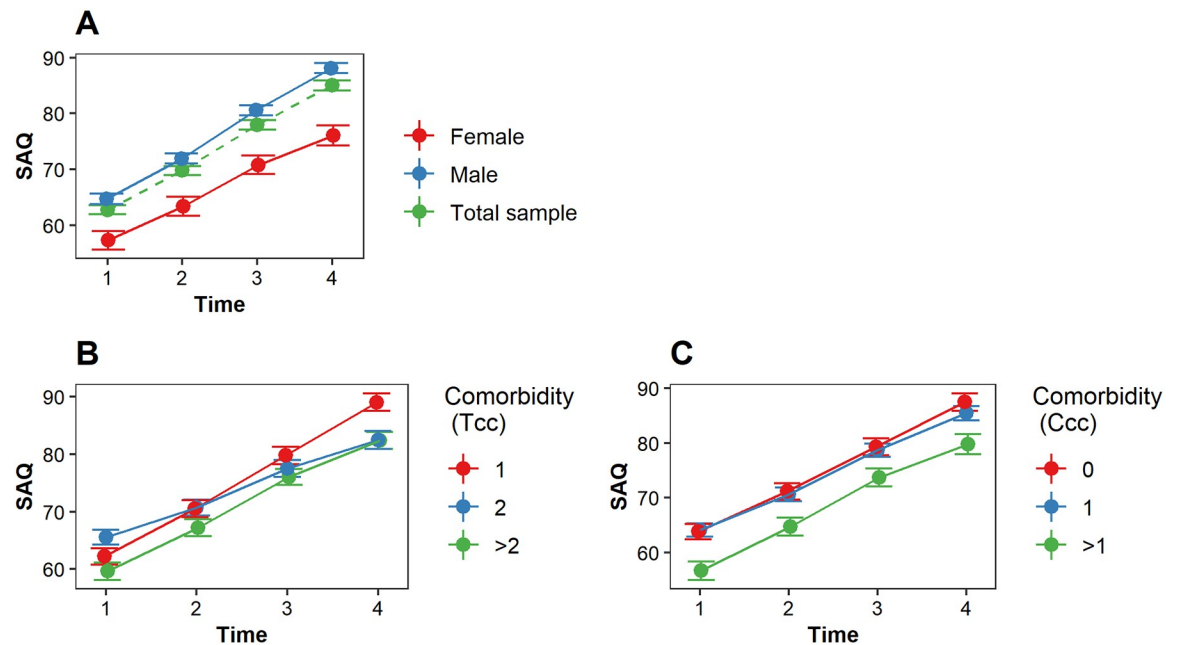 A
90
80
70
60
SAQ
1 2 3 4
Time
Female
Male
Total sample
B
90
80
70
60
SAQ
1 2 3 4
Time
Comorbidity
(Tcc)
1
2
>2
C
90
80
70
60
SAQ
1 2 3 4
Time
Comorbidity
(Ccc)
0
1
>1